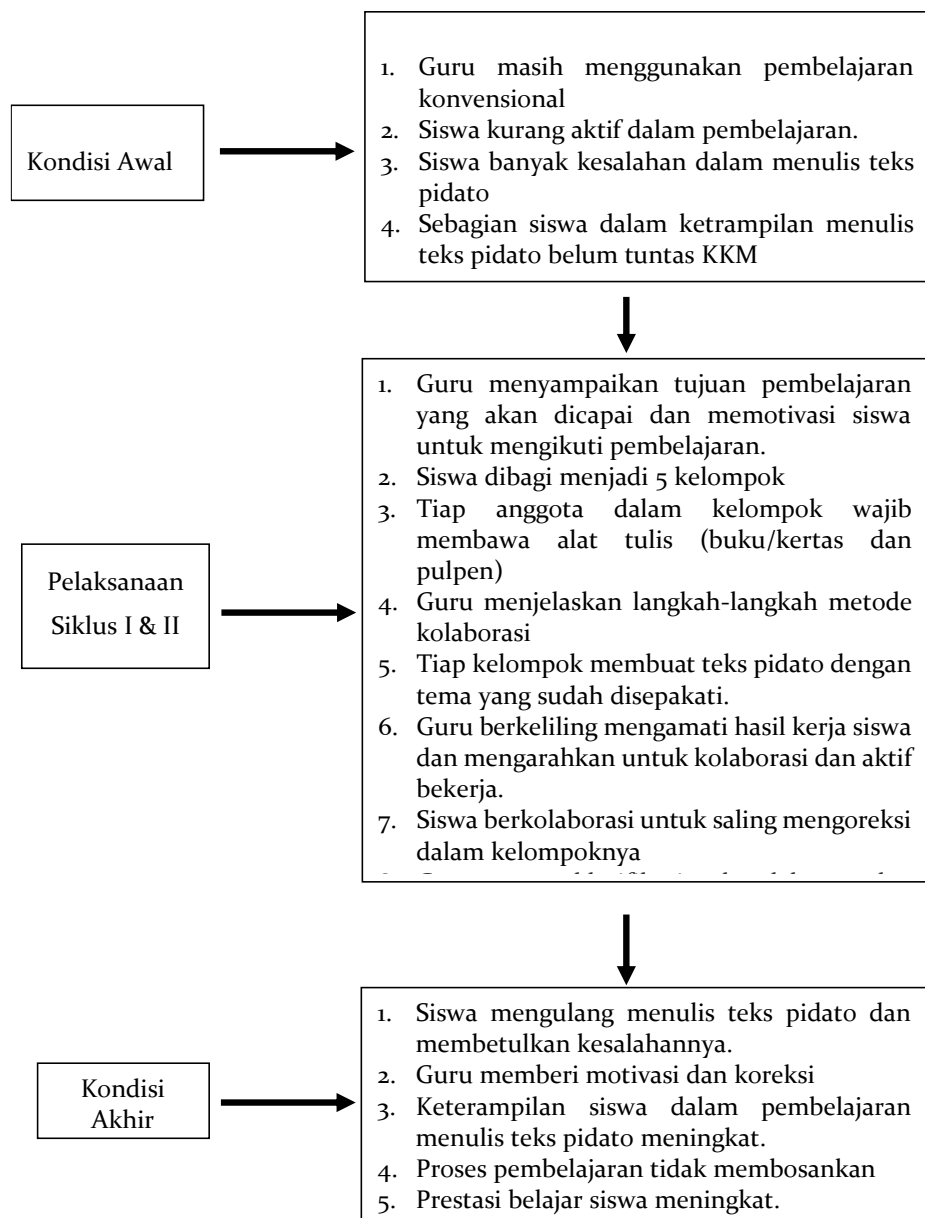 Kondisi Awal
1. Guru masih menggunakan pembelajaran
konvensional
2. Siswa kurang aktif dalam pembelajaran.
3. Siswa banyak kesalahan dalam menulis teks
pidato
4. Sebagian siswa dalam ketrampilan menulis
teks pidato belum tuntas KKM
Pelaksanaan
Siklus I & II
1. Guru menyampaikan tujuan pembelajaran
yang akan dicapai dan memotivasi siswa
untuk mengikuti pembelajaran.
2. Siswa dibagi menjadi 5 kelompok
3. Tiap anggota dalam kelompok wajib
membawa alat tulis (buku/kertas dan
pulpen)
4. Guru menjelaskan langkah-langkah metode
kolaborasi
5. Tiap kelompok membuat teks pidato dengan
tema yang sudah disepakati.
6. Guru berkeliling mengamati hasil kerja siswa
dan mengarahkan untuk kolaborasi dan aktif
bekerja.
7. Siswa berkolaborasi untuk saling mengoreksi
dalam kelompoknya
Kondisi
Akhir
1. Siswa mengulang menulis teks pidato dan
membetulkan kesalahannya.
2. Guru memberi motivasi dan koreksi
3. Keterampilan siswa dalam pembelajaran
menulis teks pidato meningkat.
4. Proses pembelajaran tidak membosankan
5. Prestasi belajar siswa meningkat.